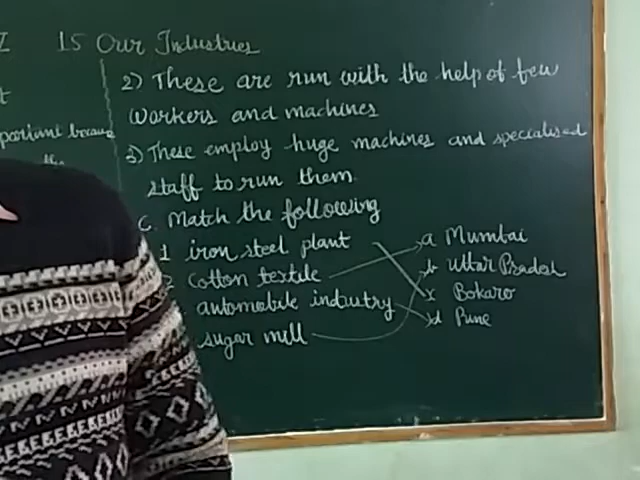 I 15 Our Industries
2) These are run with the help of few
workers and machines
3) These employ huge machines and specialised
staff to run them
C. Match the following
1 iron steel plant a Mumbai
2 Cotton textile b Uttar Pradesh
automobile industry c Bokaro
sugar mill d Pune